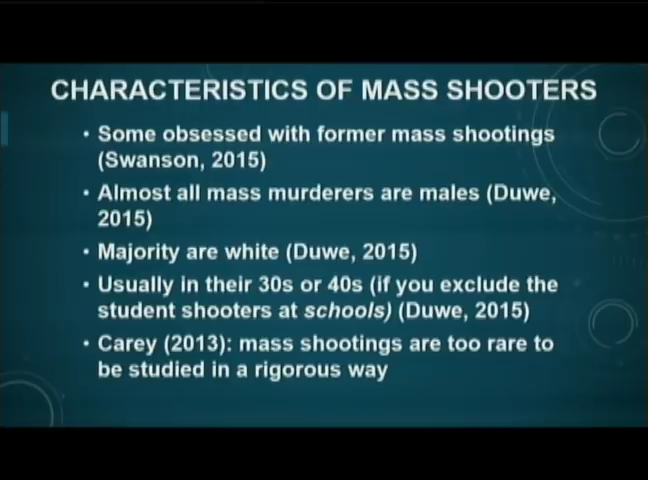 CHARACTERISTICS OF MASS SHOOTERS
• Some obsessed with former mass shootings
(Swanson, 2015)
• Almost all mass murderers are males (Duwe,
2015)
• Majority are white (Duwe, 2015)
• Usually in their 30s or 40s (if you exclude the
student shooters at schools) (Duwe, 2015)
• Carey (2013): mass shootings are too rare to
be studied in a rigorous way